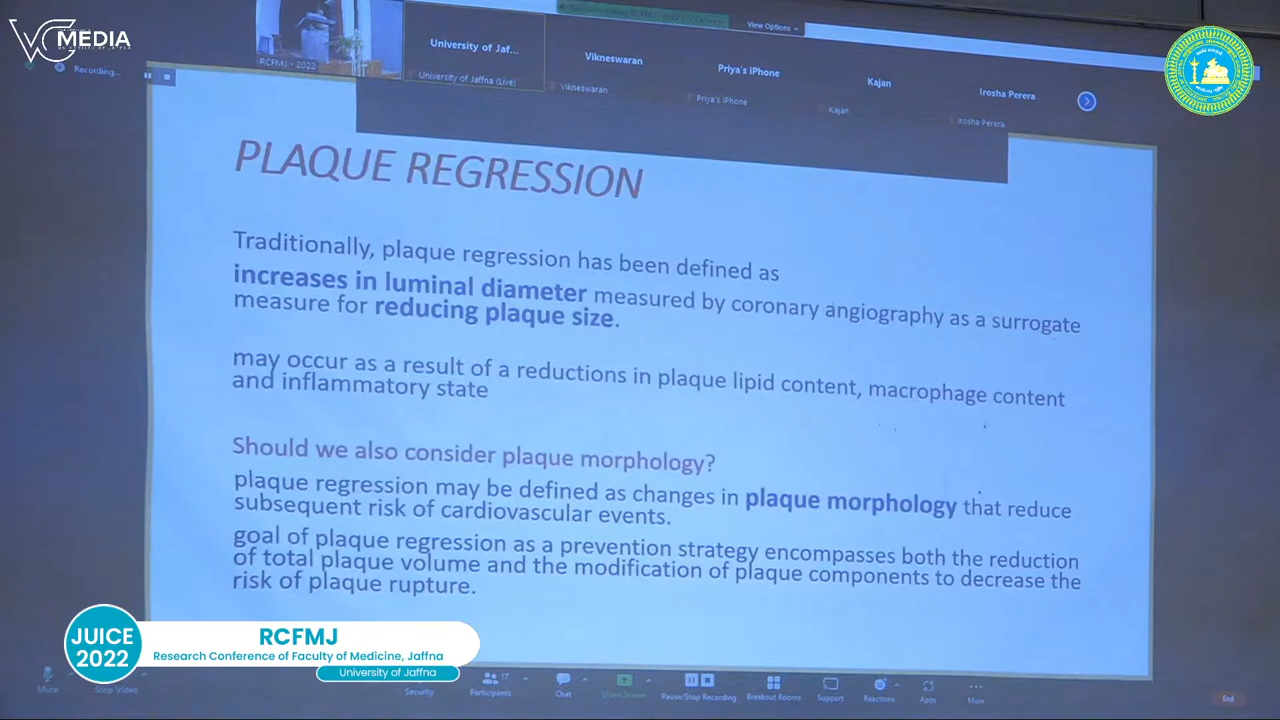 VC MEDIA
UNIVERSITY OF JAFFNA
Recording...
View Options
RCFMJ - 2022
University of Jaf...
University of Jaffna (Live)
Vikneswaran
Vikneswaran
Priya's iPhone
Priya's iPhone
Kajan
Kajan
Irosha Perera
Irosha Perera
PLAQUE REGRESSION
Traditionally, plaque regression has been defined as
increases in luminal diameter measured by coronary angiography as a surrogate
measure for reducing plaque size.
may occur as a result of a reductions in plaque lipid content, macrophage content
and inflammatory state
Should we also consider plaque morphology?
plaque regression may be defined as changes in plaque morphology that reduce
subsequent risk of cardiovascular events.
goal of plaque regression as a prevention strategy encompasses both the reduction
of total plaque volume and the modification of plaque components to decrease the
risk of plaque rupture.
JUICE
2022
RCFMJ
Research Conference of Faculty of Medicine, Jaffna
University of Jaffna
Mute
Stop Video
Security
Participants
17
Chat
Share Screen
Pause/Stop Recording
Breakout Rooms
Support
Reactions
Apps
More
End